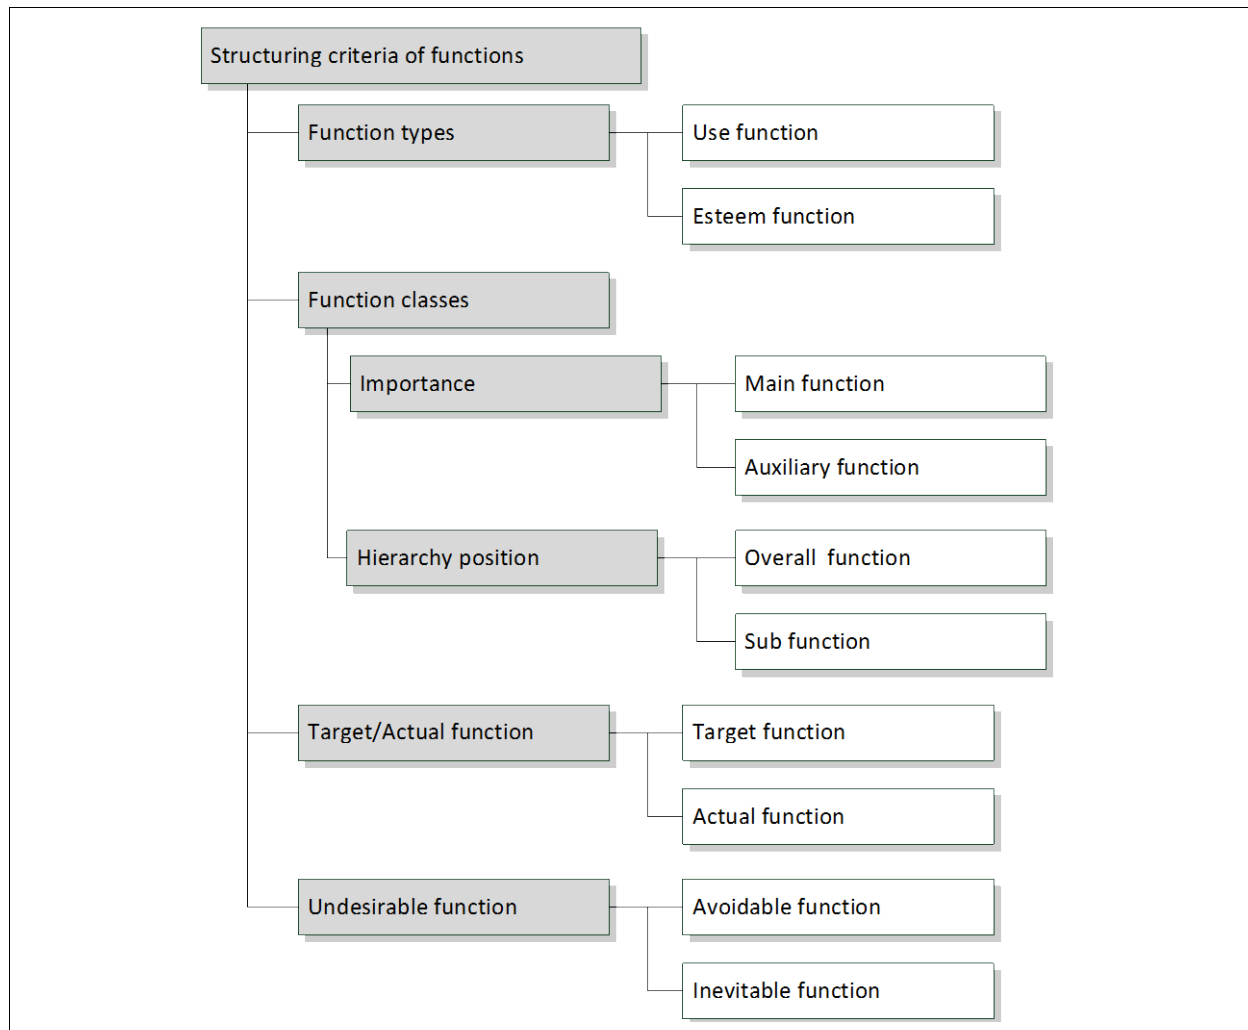 Structuring criteria of functions
Function types
Use function
Esteem function
Function classes
Importance
Main function
Auxiliary function
Hierarchy position
Overall  function
Sub function
Target/Actual function
Target function
Actual function
Undesirable function
Avoidable function
Inevitable function